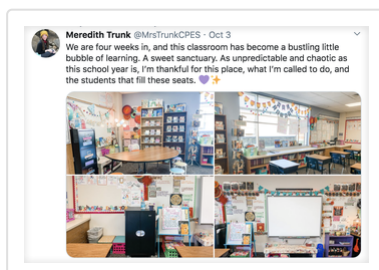 Meredith Trunk @MrsTrunkCPES · Oct 3
We are four weeks in, and this classroom has become a bustling little
bubble of learning. A sweet sanctuary. As unpredictable and chaotic as
this school year is, I'm thankful for this place, what I'm called to do, and
the students that fill these seats. 💜✨